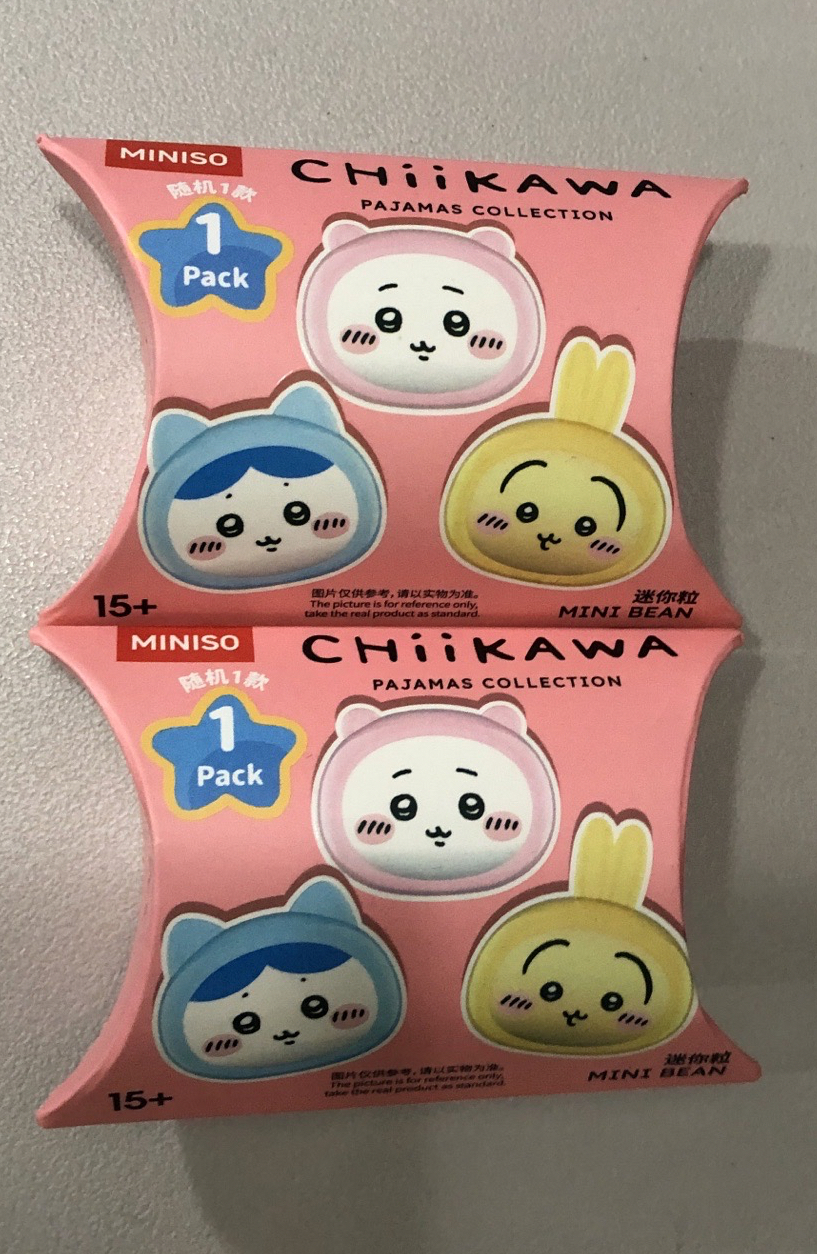 MINISO
CHiiKAWA
PAJAMAS COLLECTION
随机1款
1
Pack
15+
图片仅供参考，请以实物为准。
The picture is for reference only,
take the real product as standard.
迷你粒
MINI BEAN
MINISO
CHiiKAWA
PAJAMAS COLLECTION
随机1款
1
Pack
15+
图片仅供参考，请以实物为准。
The picture is for reference only,
take the real product as standard.
迷你粒
MINI BEAN